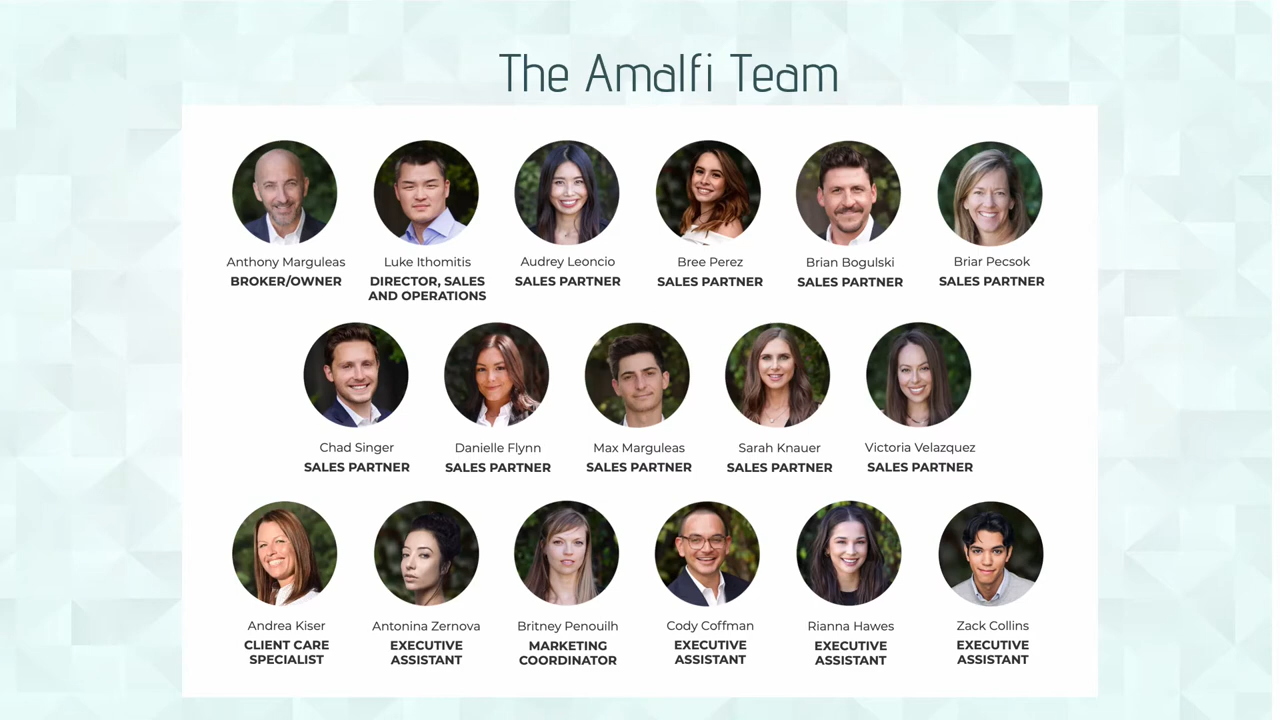 The Amalfi Team
Anthony Marguleas
BROKER/OWNER
Luke Ithomitis
DIRECTOR, SALES
AND OPERATIONS
Audrey Leoncio
SALES PARTNER
Bree Perez
SALES PARTNER
Brian Bogulski
SALES PARTNER
Briar Pecsok
SALES PARTNER
Chad Singer
SALES PARTNER
Danielle Flynn
SALES PARTNER
Max Marguleas
SALES PARTNER
Sarah Knauer
SALES PARTNER
Victoria Velazquez
SALES PARTNER
Andrea Kiser
CLIENT CARE
SPECIALIST
Antonina Zernova
EXECUTIVE
ASSISTANT
Britney Penouilh
MARKETING
COORDINATOR
Cody Coffman
EXECUTIVE
ASSISTANT
Rianna Hawes
EXECUTIVE
ASSISTANT
Zack Collins
EXECUTIVE
ASSISTANT